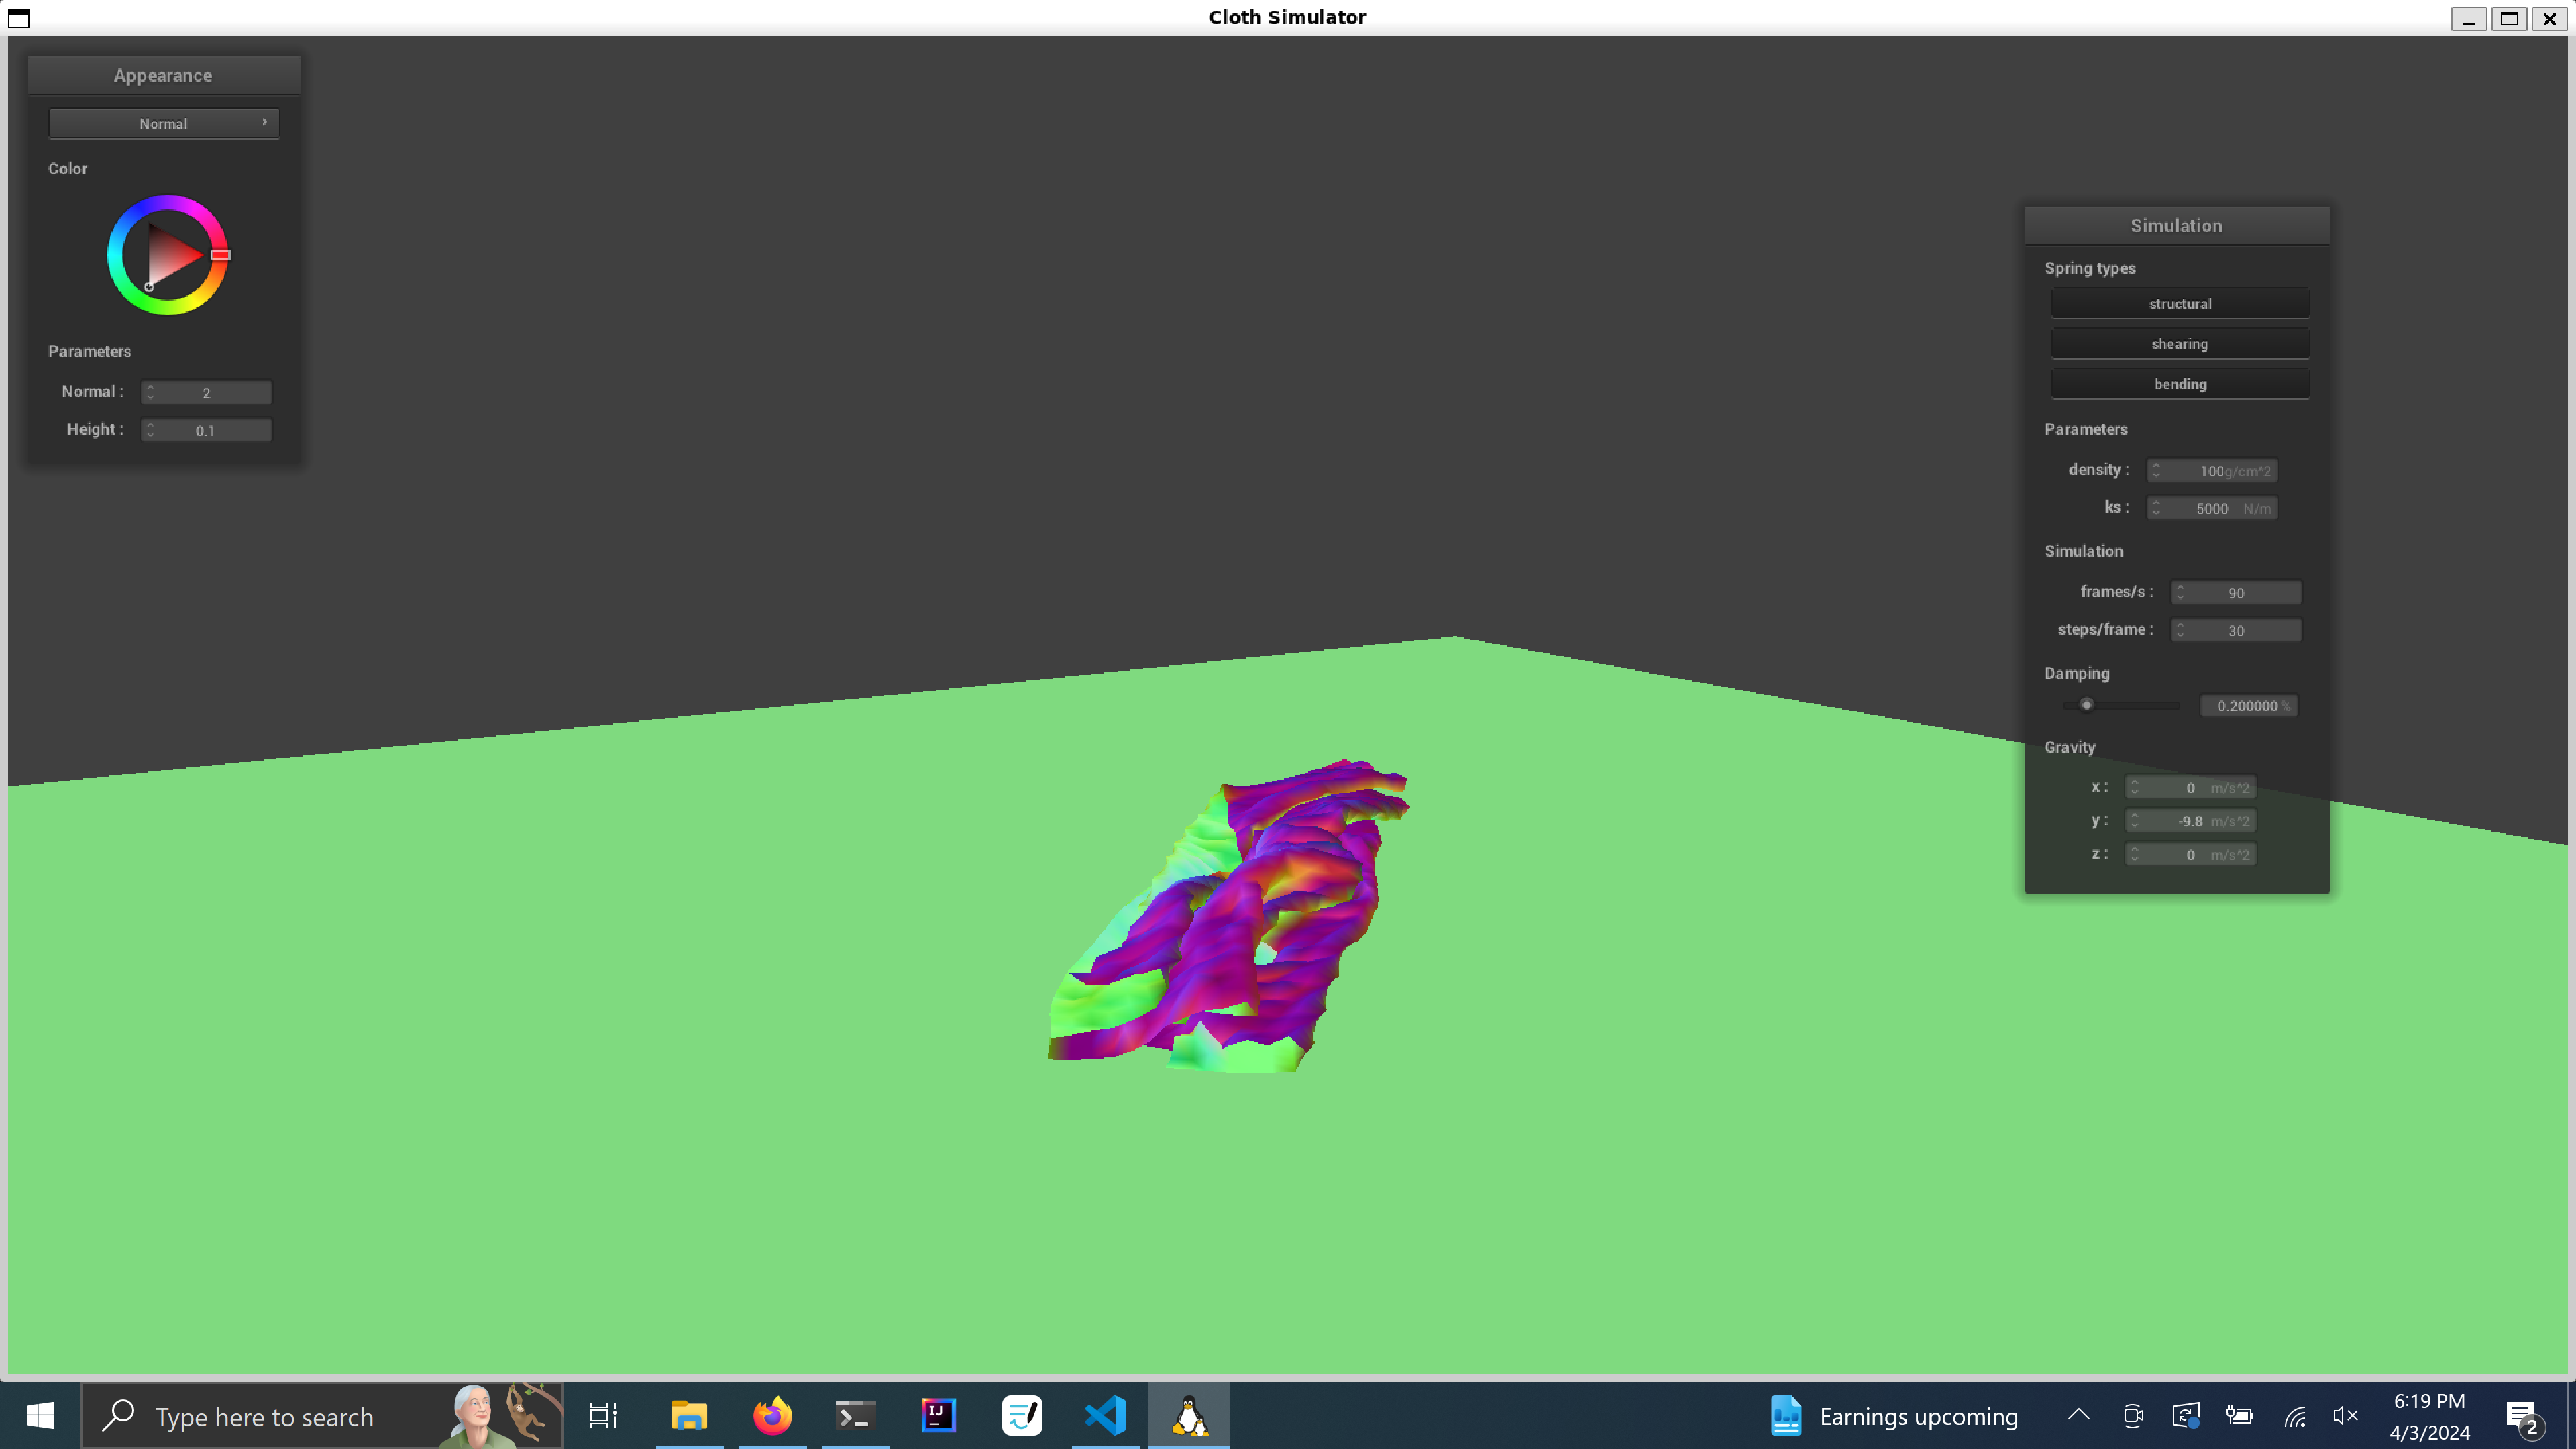 Cloth Simulator
Appearance
Normal
Color
Parameters
Normal : 2
Height : 0.1
Simulation
Spring types
structural
shearing
bending
Parameters
density : 100g/cm^2
ks : 5000 N/m
Simulation
frames/s : 90
steps/frame : 30
Damping
0.200000 %
Gravity
x : 0 m/s^2
y : -9.8 m/s^2
z : 0 m/s^2
Type here to search
IJ
Earnings upcoming
6:19 PM
4/3/2024
2